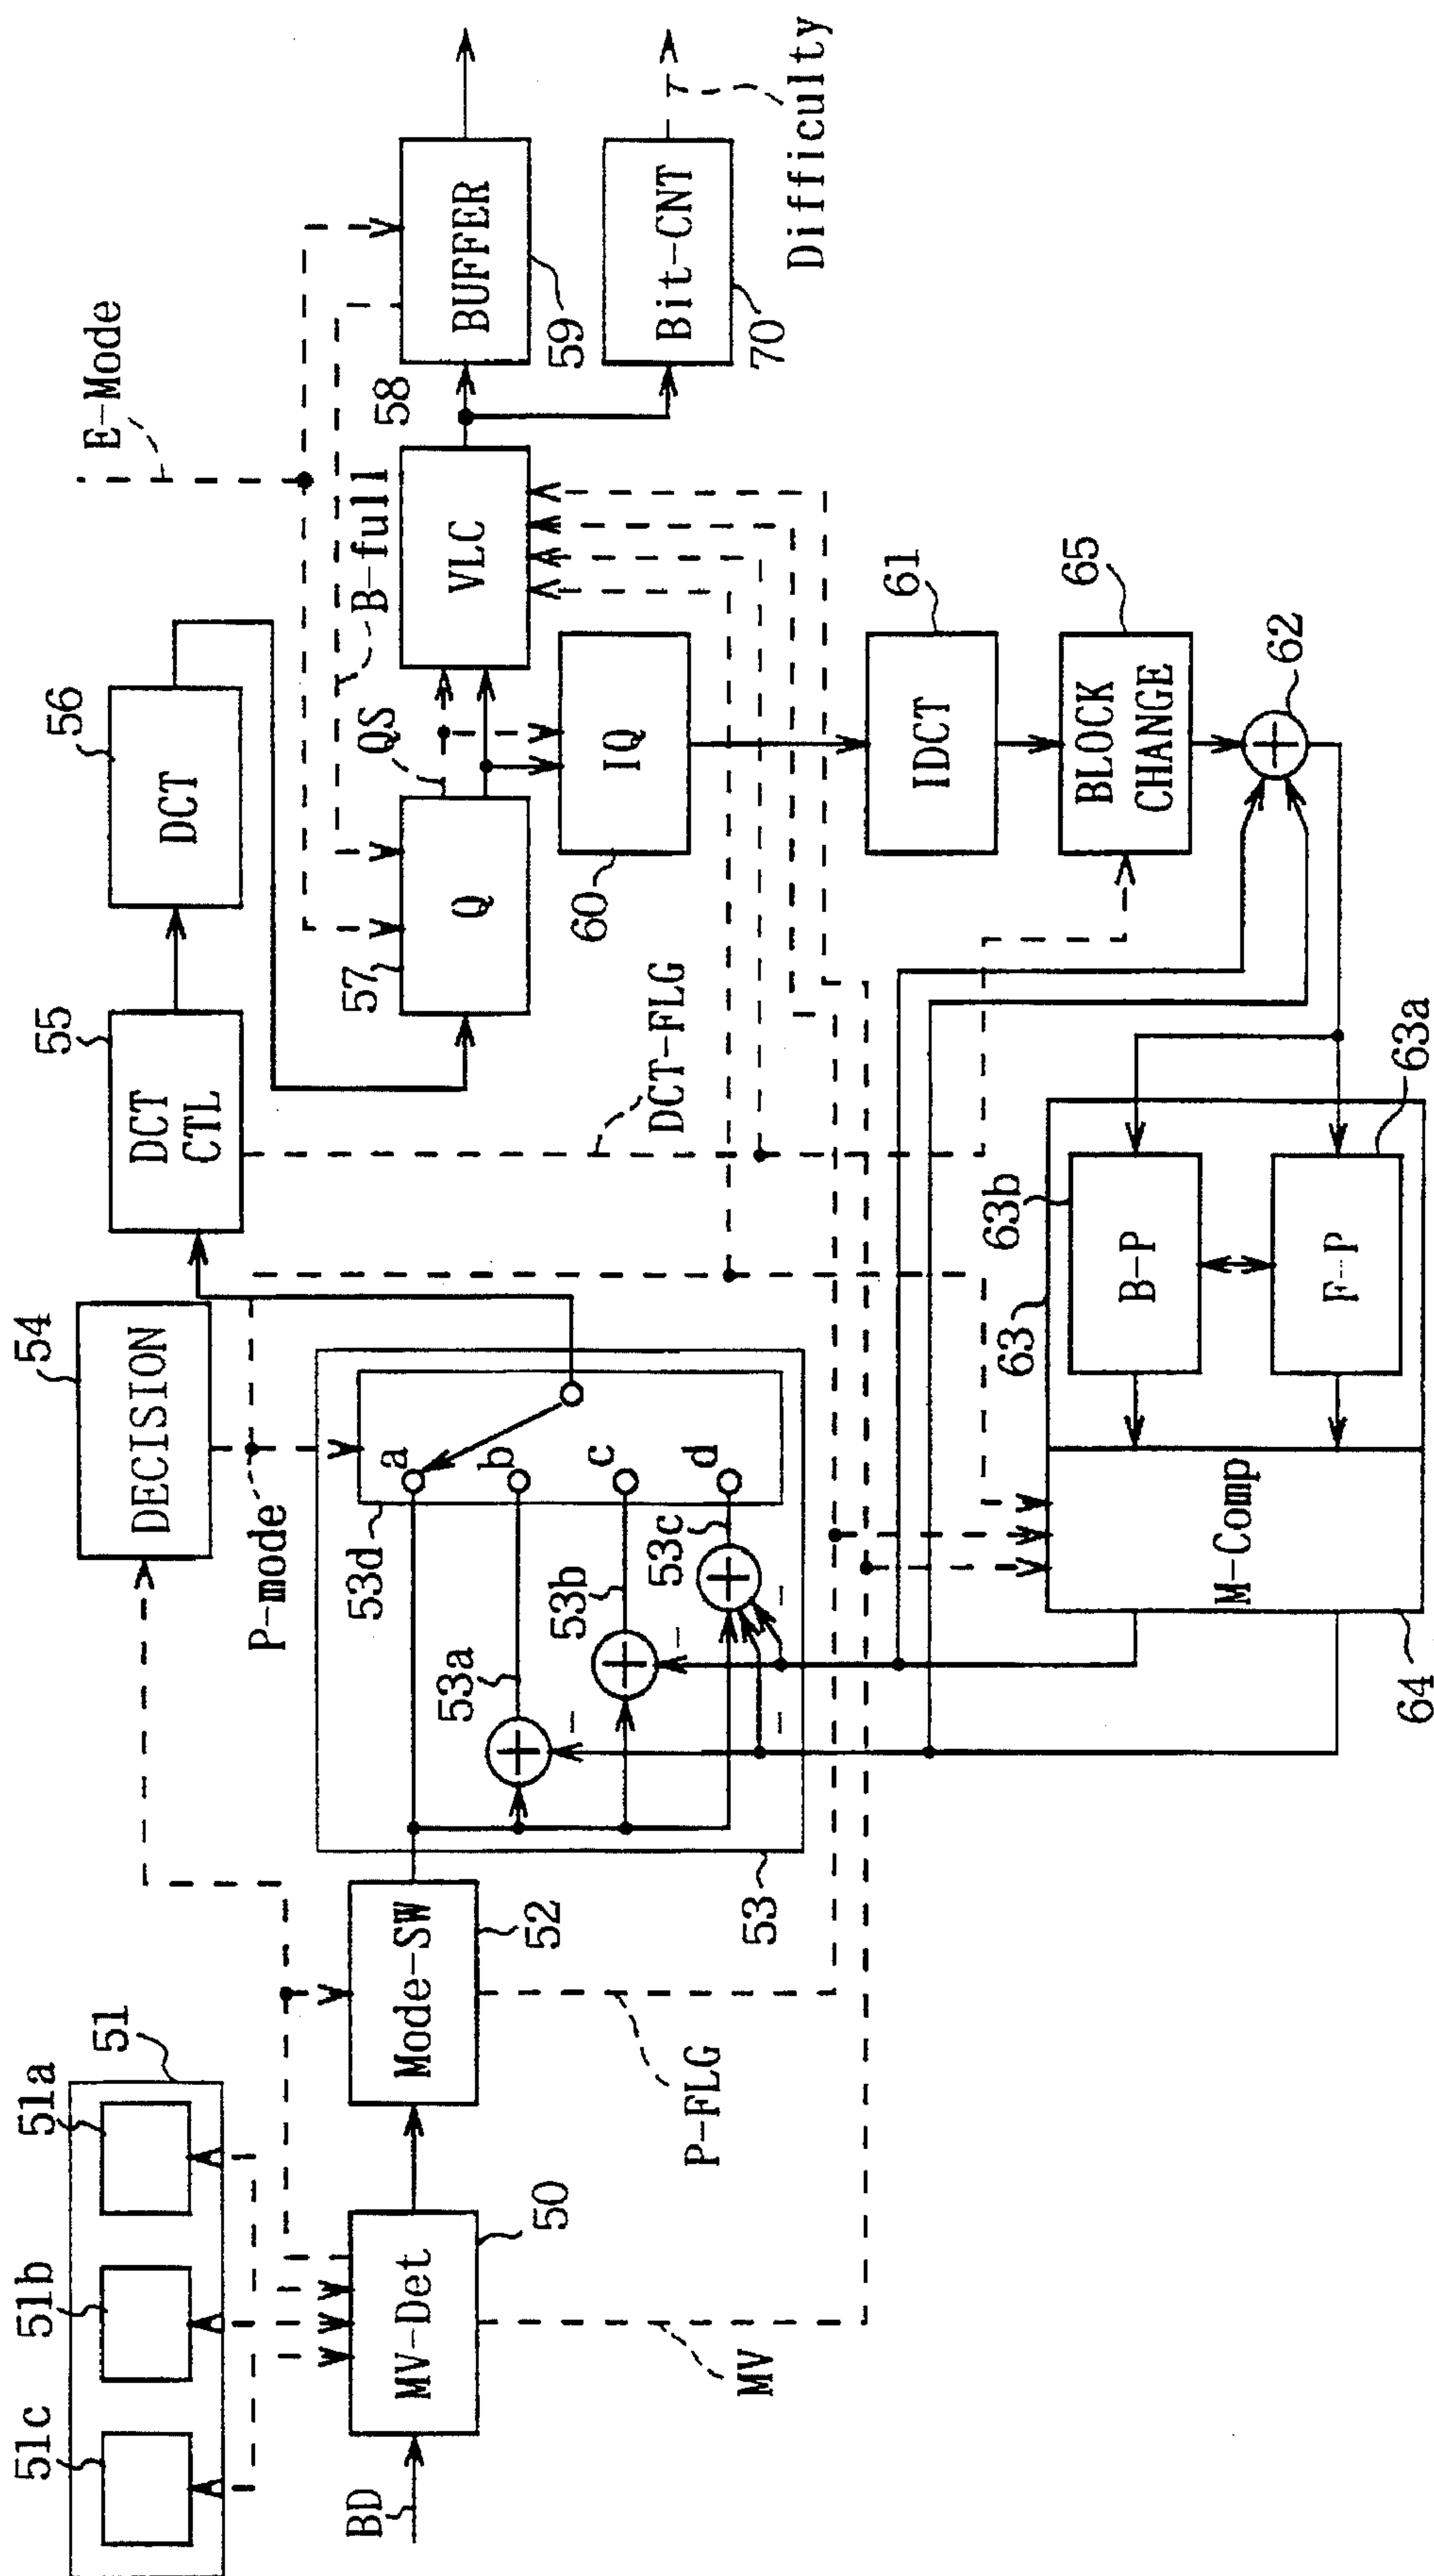 51c
51b
51a
51
54
DECISION
55
DCT
CTL
56
DCT
E-Mode
P-mode
BD
MV-Det
50
Mode-SW
52
53
53a
53b
53c
53d
a
b
c
d
−
−
−
−
57
Q
QS
B-full
VLC
58
BUFFER
59
Bit-CNT
70
Difficulty
60
IQ
DCT-FLG
P-FLG
MV
IDCT
61
BLOCK
CHANGE
65
62
63
63b
B-P
63a
F-P
M-Comp
64